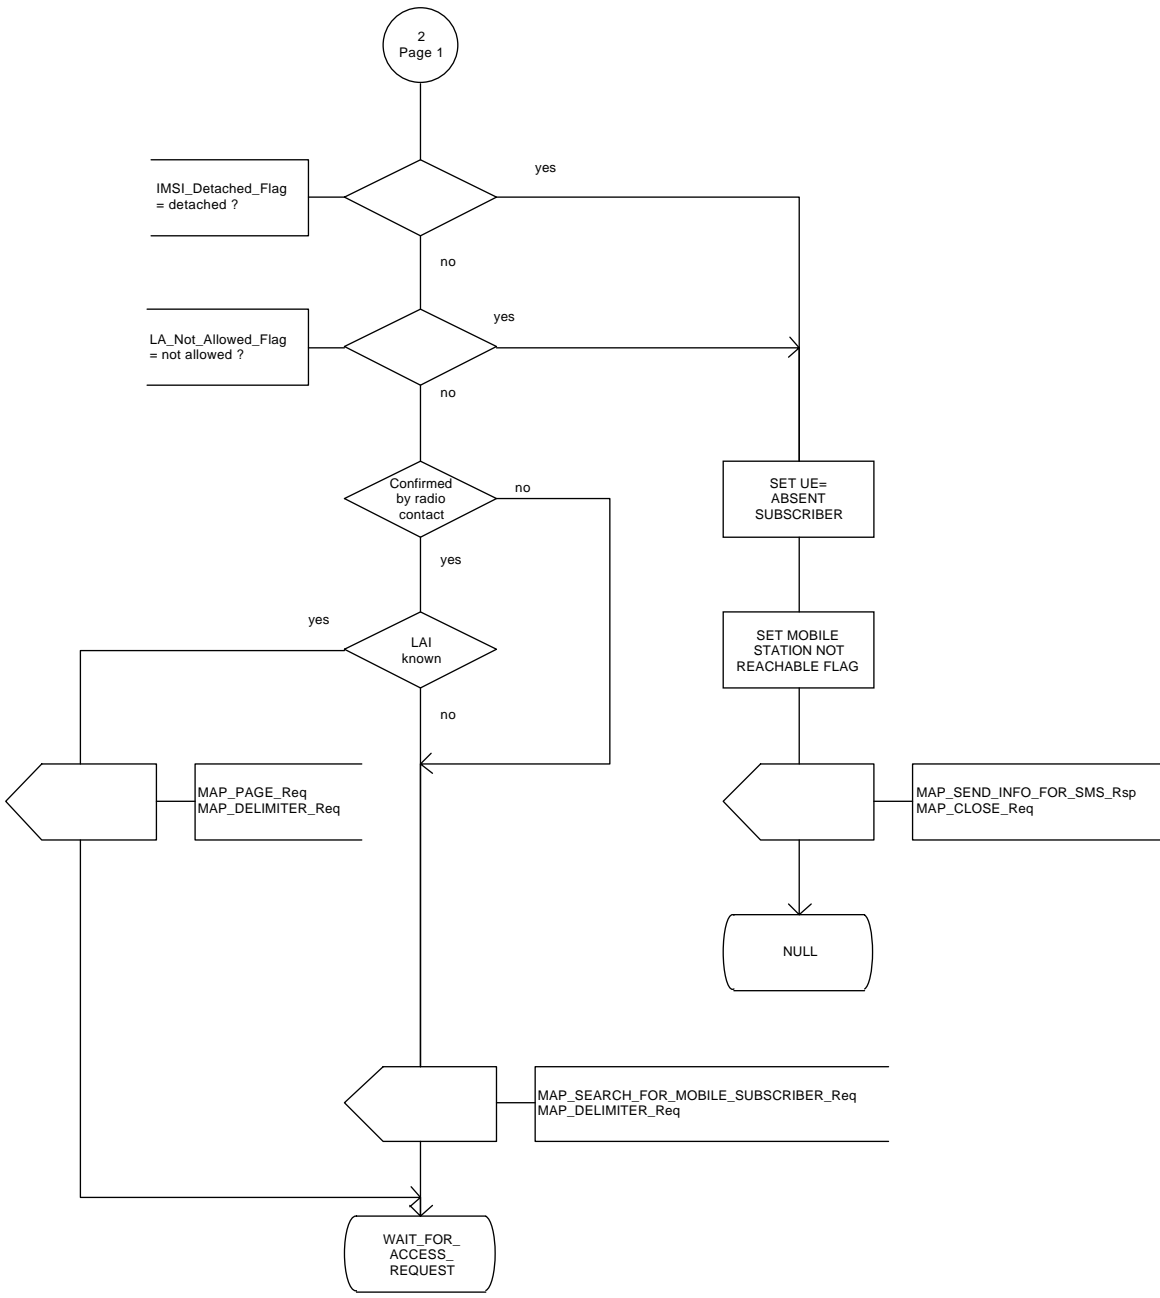 2
Page 1
yes
IMSI_Detached_Flag
= detached ?
no
yes
LA_Not_Allowed_Flag
= not allowed ?
no
Confirmed
by radio
contact
no
SET UE=
ABSENT
SUBSCRIBER
yes
yes
LAI
known
SET MOBILE
STATION NOT
REACHABLE FLAG
no
MAP_PAGE_Req
MAP_DELIMITER_Req
MAP_SEND_INFO_FOR_SMS_Rsp
MAP_CLOSE_Req
NULL
MAP_SEARCH_FOR_MOBILE_SUBSCRIBER_Req
MAP_DELIMITER_Req
WAIT_FOR_
ACCESS_
REQUEST